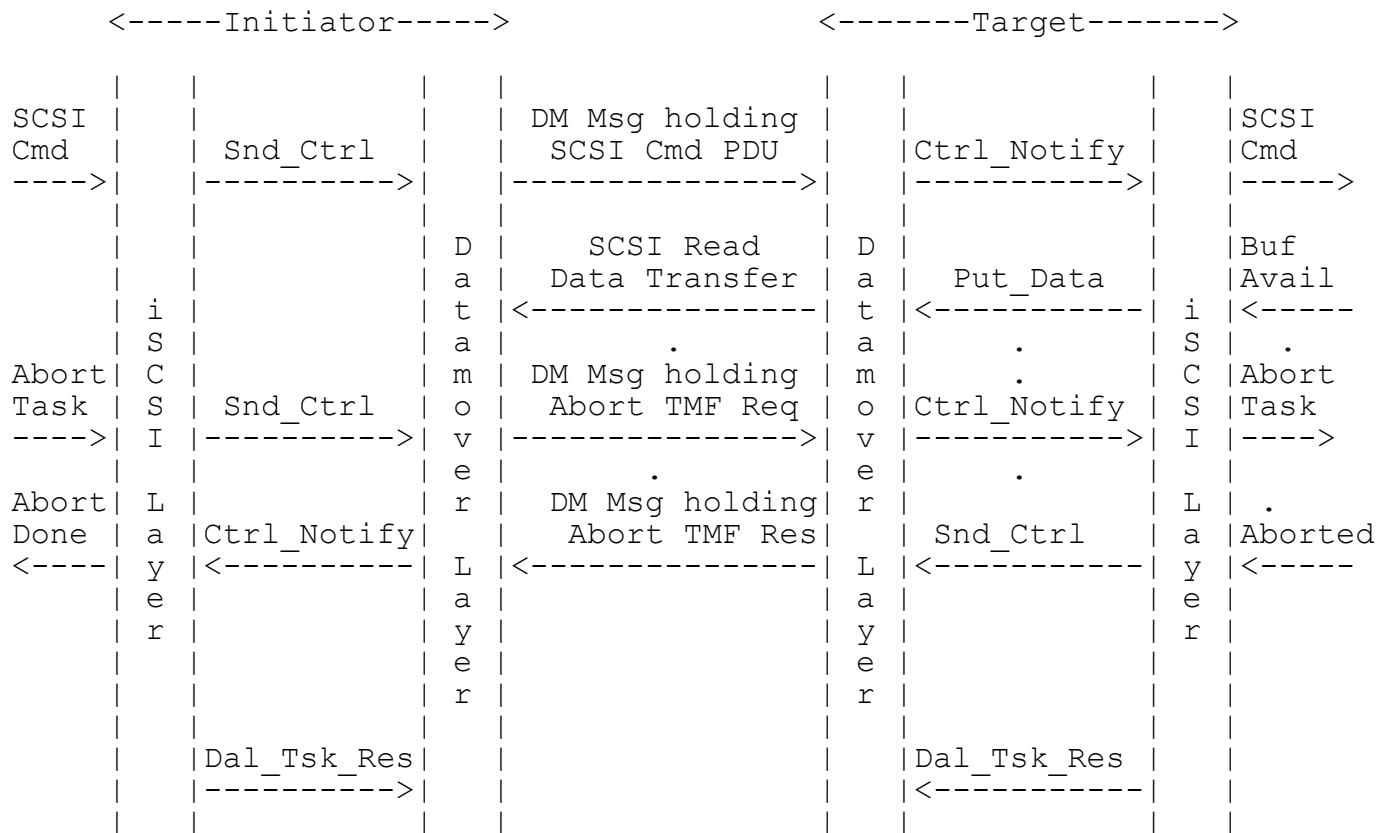 <-----Initiator----->                    <-------Target------->

       |    |              |    |                    |    |               |    |
SCSI   |    |              |    | DM Msg holding     |    |               |    |SCSI
Cmd    |    | Snd_Ctrl     |    |  SCSI Cmd PDU      |    |Ctrl_Notify    |    |Cmd
---->|    |---------->|    |--------------->|    |----------->|    |----->
       |    |              |    |                    |    |               |    |
       |    |              | D  |    SCSI Read       | D  |               |    |Buf
       |    |              | a  |  Data Transfer     | a  |  Put_Data     |    |Avail
       | i  |              | t  |<---------------| t  |<-----------| i  |<-----
       | S  |              | a  |         .          | a  |      .        | S  |  .
Abort| C  |              | m  | DM Msg holding     | m  |      .        | C  |Abort
Task | S  | Snd_Ctrl     | o  |  Abort TMF Req     | o  |Ctrl_Notify    | S  |Task
---->| I  |---------->| v  |--------------->| v  |----------->| I  |---->
       |    |              | e  |        .           | e  |      .        |    |
Abort| L  |              | r  |  DM Msg holding| r  |               | L  | .
Done | a  |Ctrl_Notify|    |   Abort TMF Res|    | Snd_Ctrl      | a  |Aborted
<----| y  |<----------| L  |<---------------| L  |<-----------| y  |<-----
       | e  |              | a  |                    | a  |               | e  |
       | r  |              | y  |                    | y  |               | r  |
       |    |              | e  |                    | e  |               |    |
       |    |              | r  |                    | r  |               |    |
       |    |              |    |                    |    |               |    |
       |    |Dal_Tsk_Res|    |                    |    |Dal_Tsk_Res    |    |
       |    |---------->|    |                    |    |<-----------|    |
       |    |              |    |                    |    |               |    |